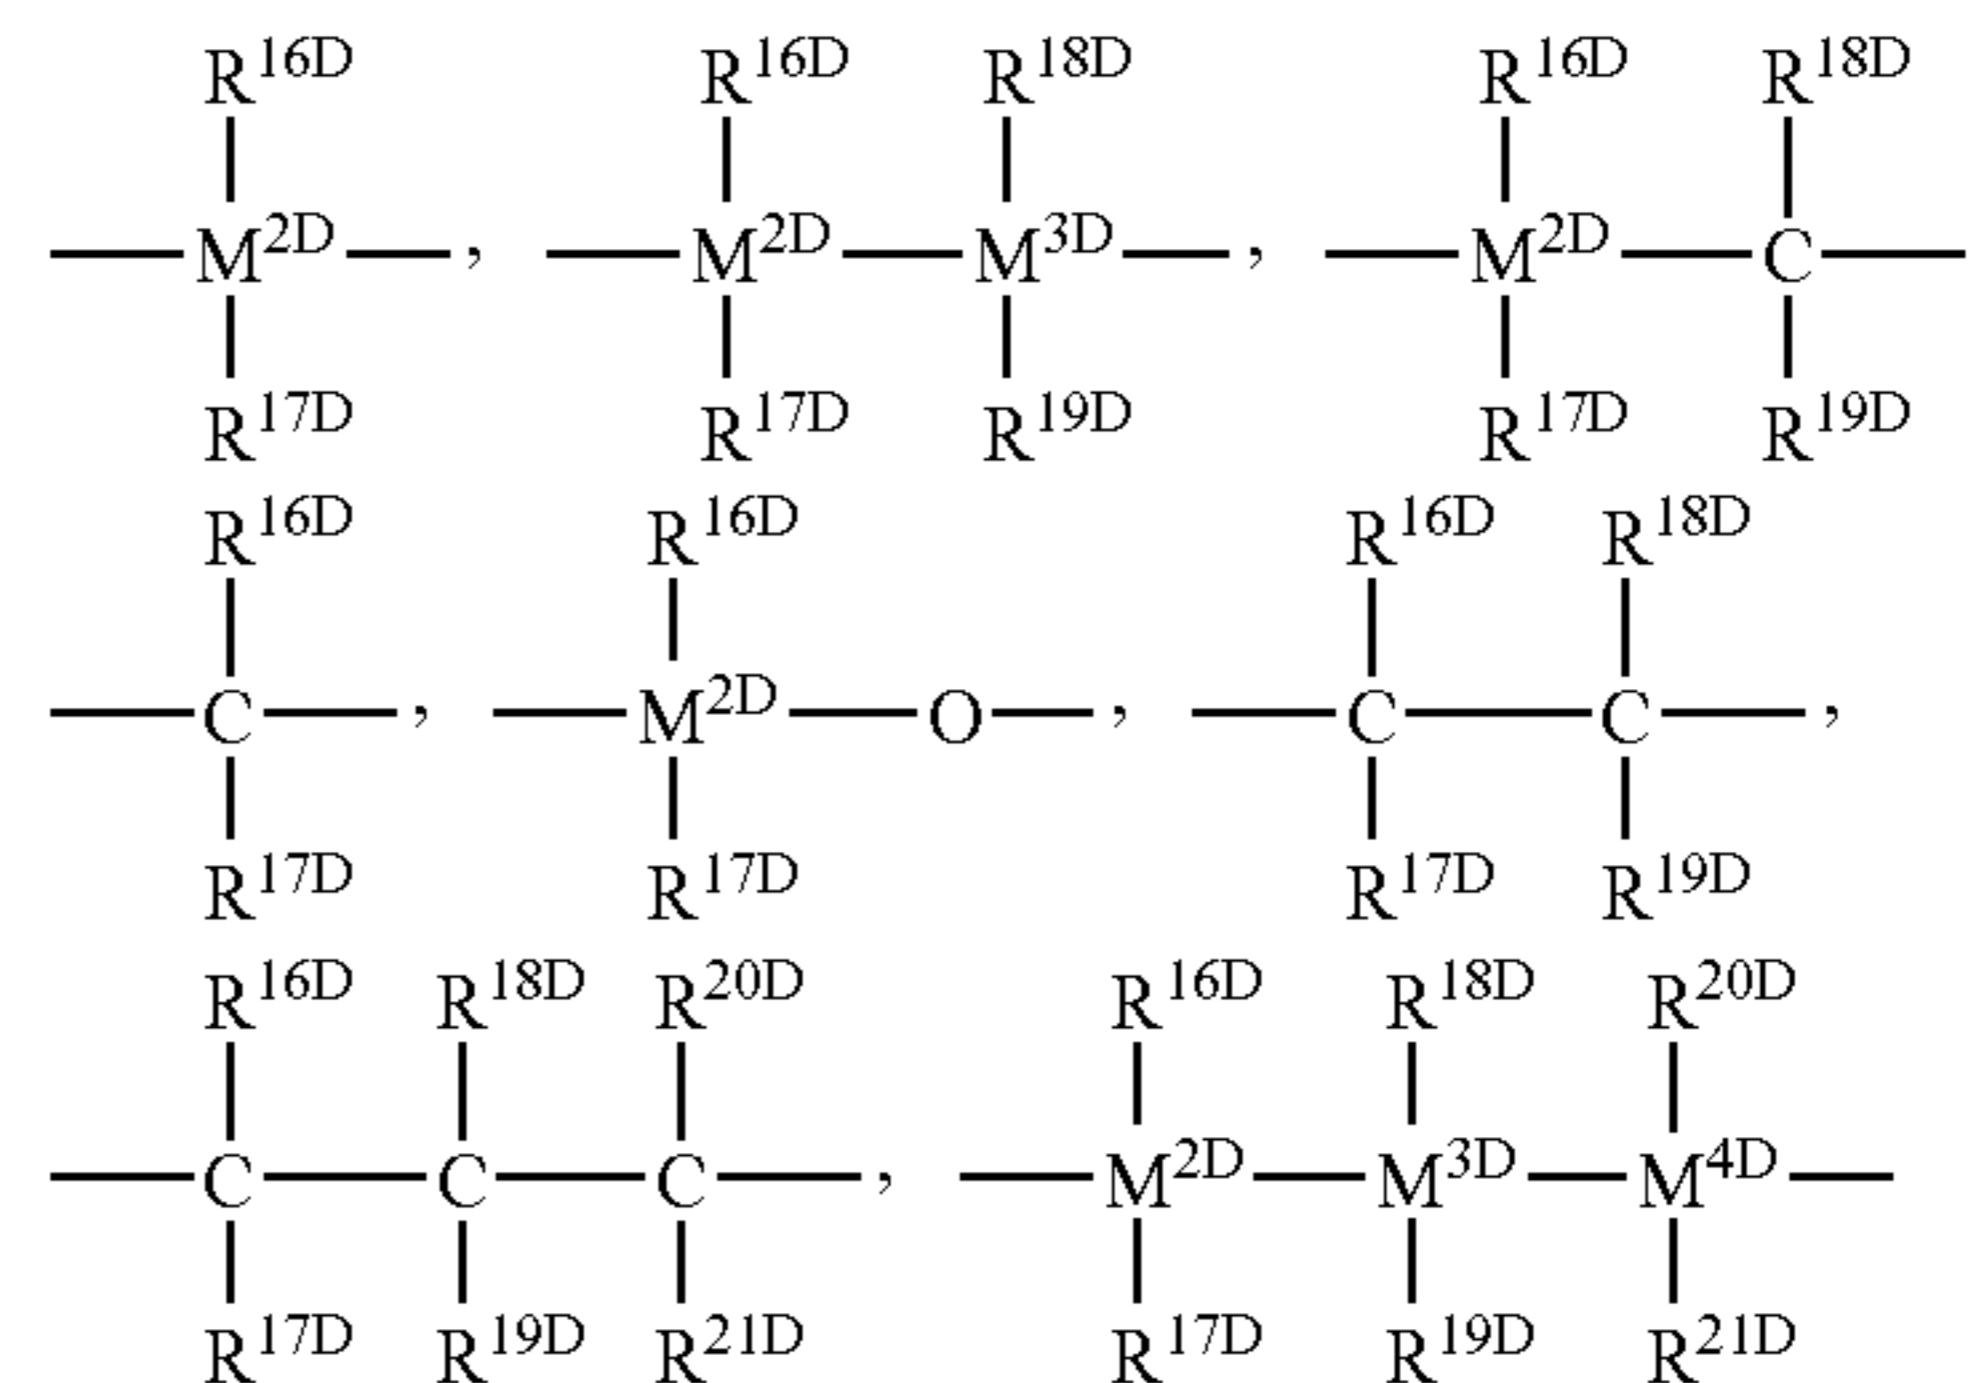 R16D R16D R18D R16D R18D
M2D , M2D M3D , M2D C
R17D R17D R19D R17D R19D
R16D R16D R16D R18D
C , M2D O , C C ,
R17D R17D R17D R19D
R16D R18D R20D R16D R18D R20D
C C C , M2D M3D M4D
R17D R19D R21D R17D R19D R21D